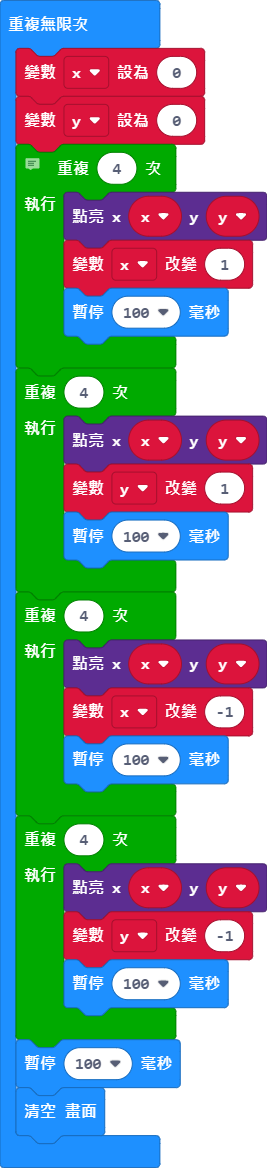 重複無限次
變數 x 設為 0
變數 y 設為 0
重複 4 次
執行
點亮 x x y y
變數 x 改變 1
暫停 100 毫秒
重複 4 次
執行
點亮 x x y y
變數 y 改變 1
暫停 100 毫秒
重複 4 次
執行
點亮 x x y y
變數 x 改變 -1
暫停 100 毫秒
重複 4 次
執行
點亮 x x y y
變數 y 改變 -1
暫停 100 毫秒
暫停 100 毫秒
清空 畫面